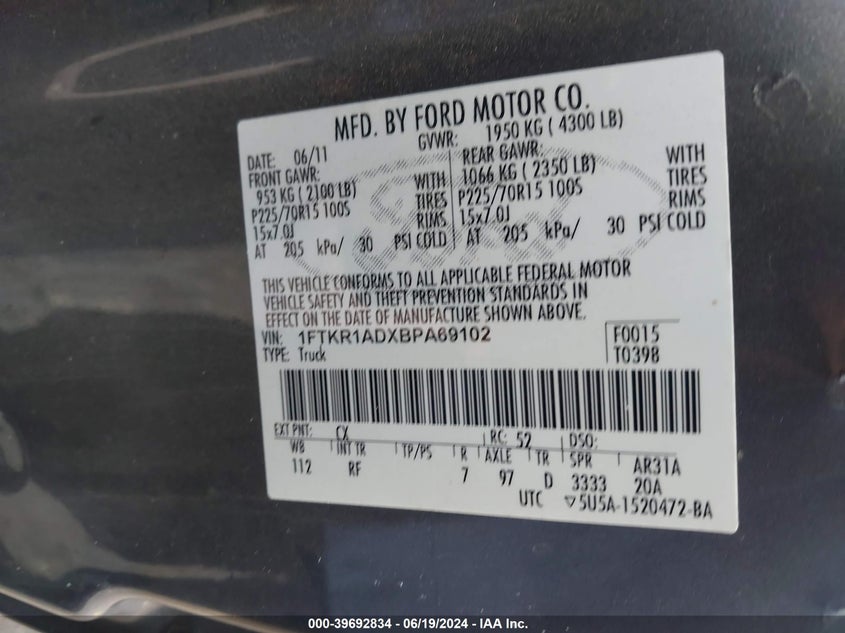 MFD. BY FORD MOTOR CO.
DATE: 06/11 GVWR: 1950 KG ( 4300 LB)
FRONT GAWR: REAR GAWR:
953 KG ( 2100 LB) WITH 1066 KG ( 2350 LB) WITH
P225/70R15 100S TIRES P225/70R15 100S TIRES
15x7.0J RIMS 15x7.0J RIMS
AT 205 kPa/ 30 PSI COLD AT 205 kPa/ 30 PSI COLD
THIS VEHICLE CONFORMS TO ALL APPLICABLE FEDERAL MOTOR
VEHICLE SAFETY AND THEFT PREVENTION STANDARDS IN
EFFECT ON THE DATE OF MANUFACTURE SHOWN ABOVE.
VIN: 1FTKR1ADXBPA69102 F0015
TYPE: Truck T0398
EXT PNT: CX RC: 52 DSO:
WB INT TR TP/PS R AXLE TR SPR AR31A
112 RF 7 97 D 3333 20A
UTC ▽5U5A-1520472-BA
000-39692834 - 06/19/2024 - IAA Inc.